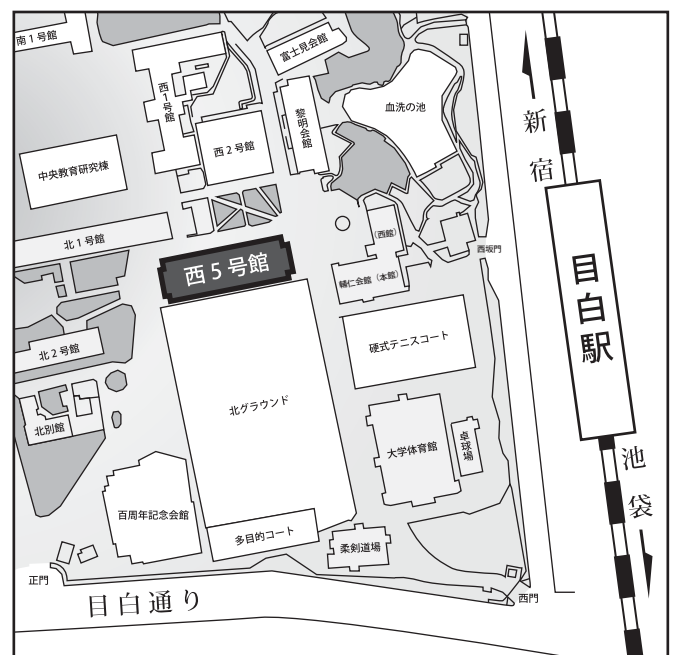 南1号館
富士見会館
西1号館
血洗の池
新宿
黎明会館
西2号館
中央教育研究棟
北1号館
(西館)
西坂門
西5号館
輔仁会館(本館)
目白駅
硬式テニスコート
北2号館
北グラウンド
北別館
大学体育館
卓球場
池袋
百周年記念会館
多目的コート
柔剣道場
正門
西門
目白通り